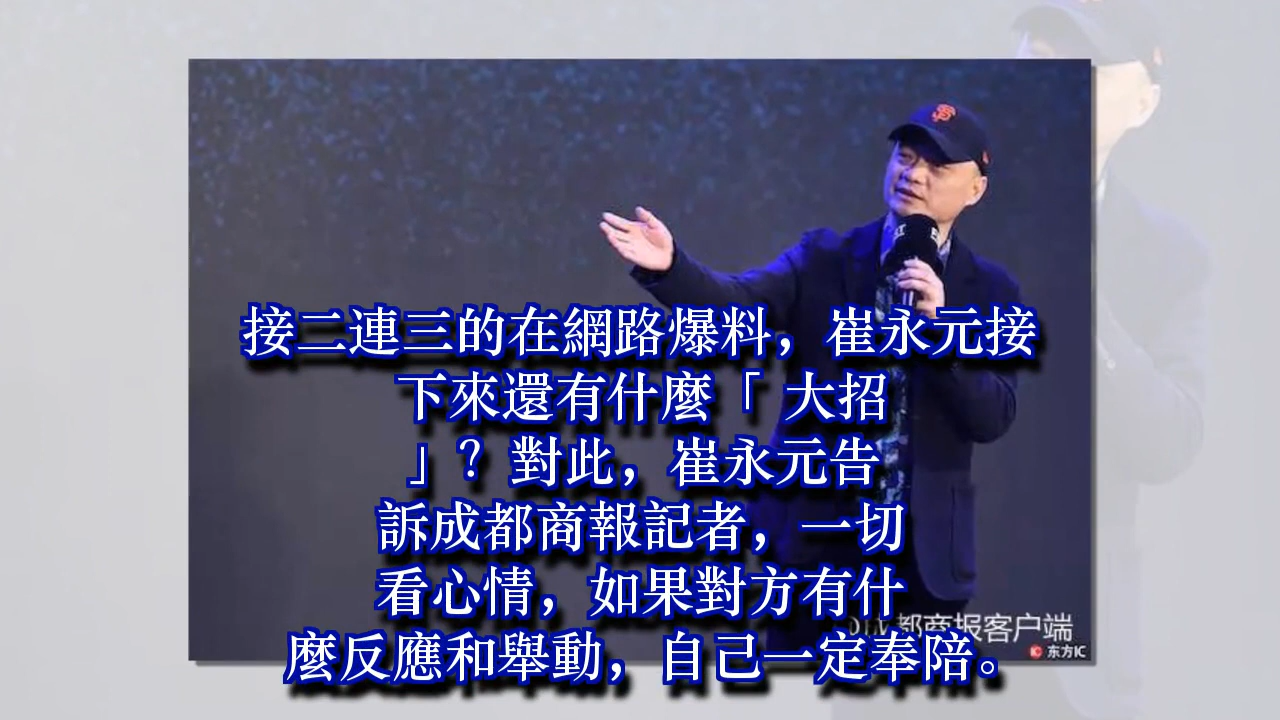 接二連三的在網路爆料，崔永元接
下來還有什麼「 大招
」？對此，崔永元告
訴成都商報記者，一切
看心情，如果對方有什
麼反應和舉動，自己一定奉陪。
都商报客户端
东方IC
SF